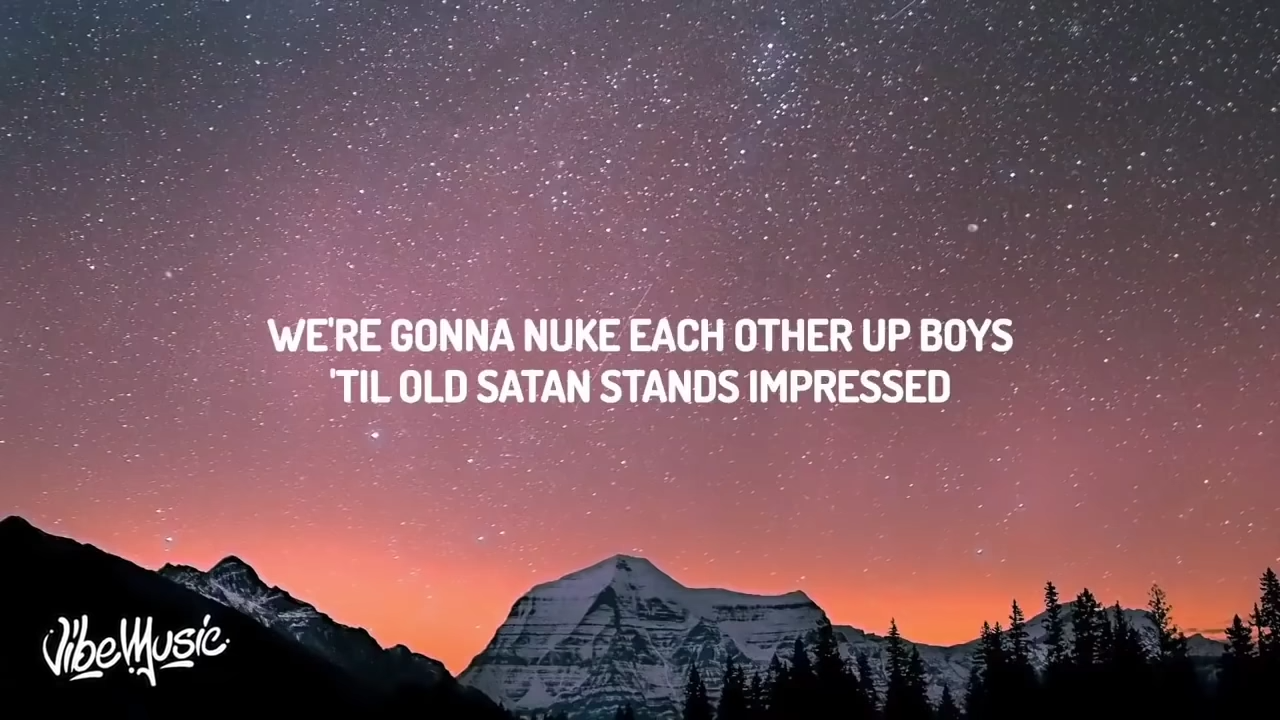 WE'RE GONNA NUKE EACH OTHER UP BOYS
'TIL OLD SATAN STANDS IMPRESSED
VibeMusic